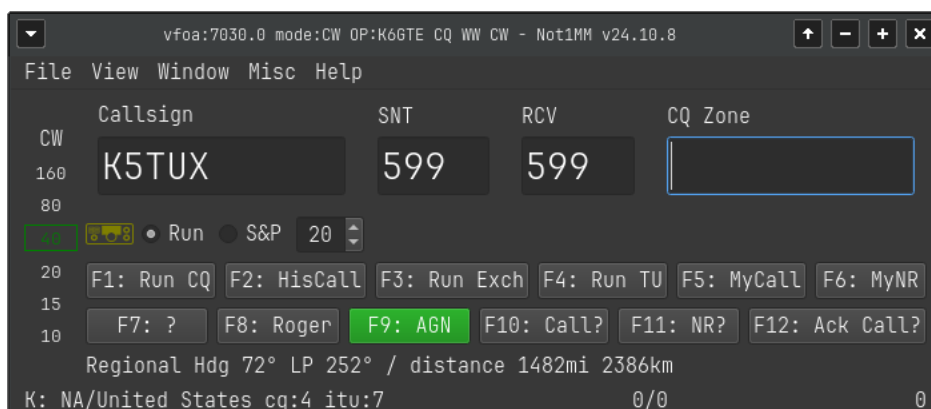 vfoa:7030.0 mode:CW OP:K6GTE CQ WW CW - Not1MM v24.10.8
File View Window Misc Help
Callsign SNT RCV CQ Zone
CW
K5TUX 599 599
160
80
40 Run S&P 20
20 F1: Run CQ F2: HisCall F3: Run Exch F4: Run TU F5: MyCall F6: MyNR
15
10 F7: ? F8: Roger F9: AGN F10: Call? F11: NR? F12: Ack Call?
Regional Hdg 72° LP 252° / distance 1482mi 2386km
K: NA/United States cq:4 itu:7 0/0 0